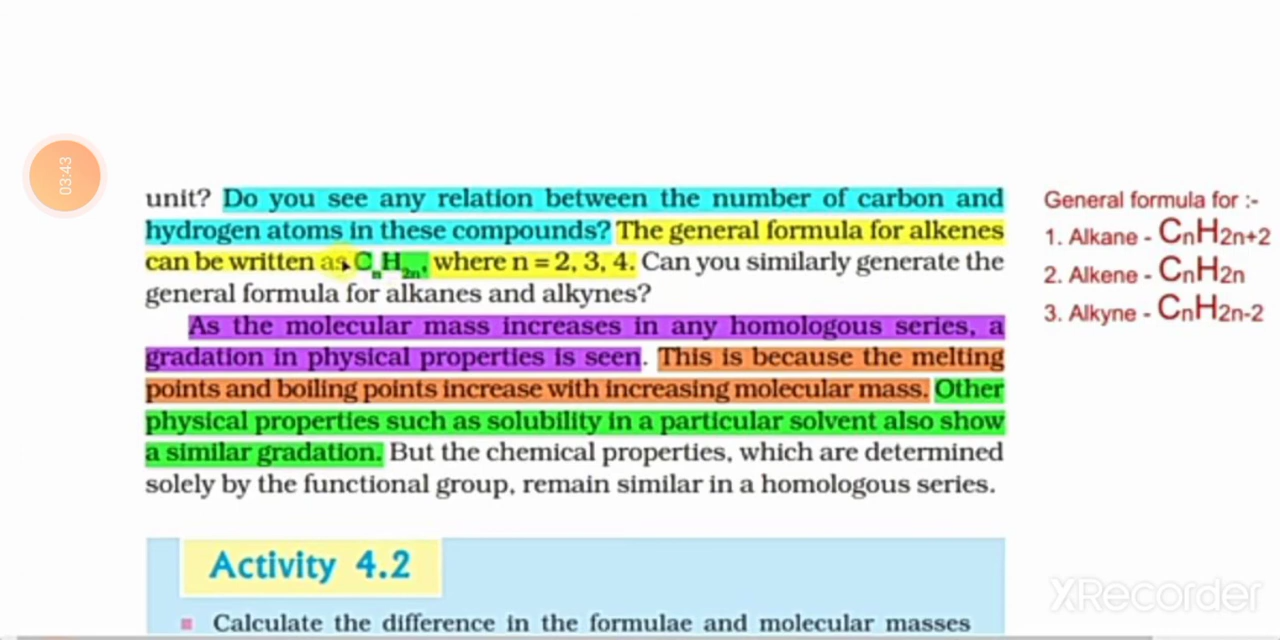 03:43
unit? Do you see any relation between the number of carbon and
hydrogen atoms in these compounds? The general formula for alkenes
can be written as CnH2n, where n = 2, 3, 4. Can you similarly generate the
general formula for alkanes and alkynes?
As the molecular mass increases in any homologous series, a
gradation in physical properties is seen. This is because the melting
points and boiling points increase with increasing molecular mass. Other
physical properties such as solubility in a particular solvent also show
a similar gradation. But the chemical properties, which are determined
solely by the functional group, remain similar in a homologous series.
General formula for :-
1. Alkane - CnH2n+2
2. Alkene - CnH2n
3. Alkyne - CnH2n-2
Activity 4.2
Calculate the difference in the formulae and molecular masses
XRecorder